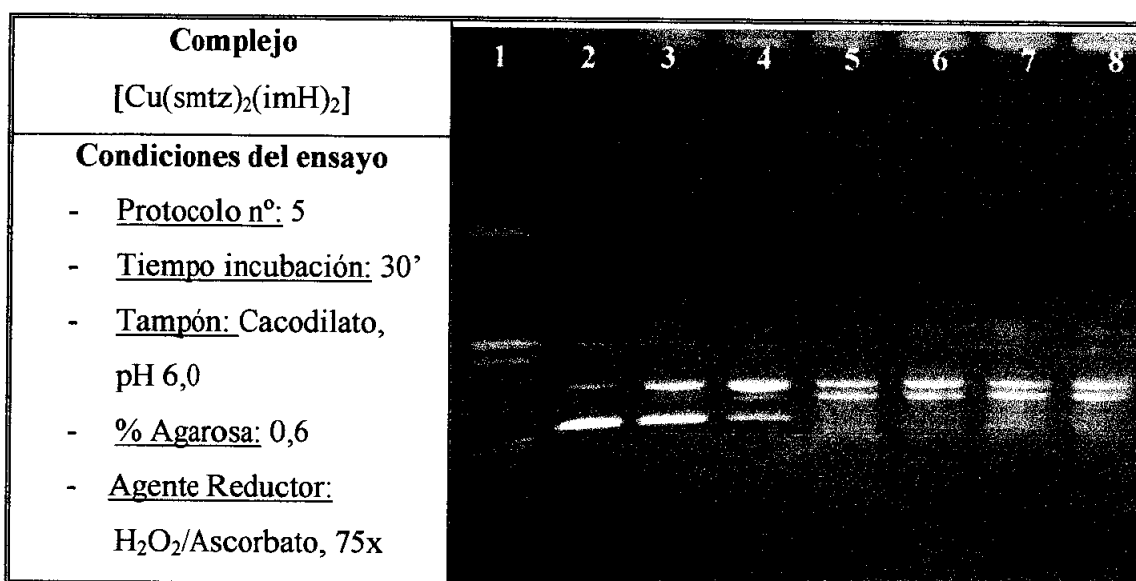 Complejo
[Cu(smtz)₂(imH)₂]
Condiciones del ensayo
- Protocolo nº: 5
- Tiempo incubación: 30’
- Tampón: Cacodilato,
pH 6,0
- % Agarosa: 0,6
- Agente Reductor:
H₂O₂/Ascorbato, 75x
1 2 3 4 5 6 7 8